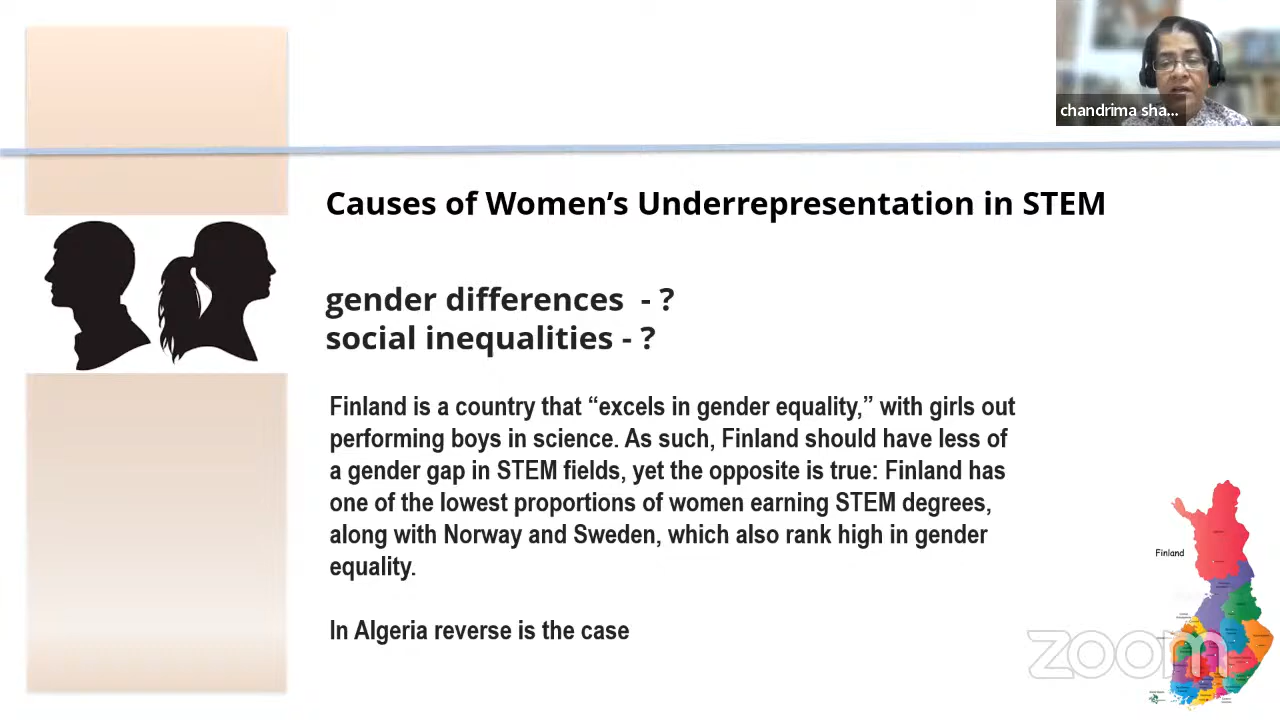 chandrima sha...
Causes of Women’s Underrepresentation in STEM
gender differences - ?
social inequalities - ?
Finland is a country that “excels in gender equality,” with girls out
performing boys in science. As such, Finland should have less of
a gender gap in STEM fields, yet the opposite is true: Finland has
one of the lowest proportions of women earning STEM degrees,
along with Norway and Sweden, which also rank high in gender
equality.
Finland
In Algeria reverse is the case
zoom